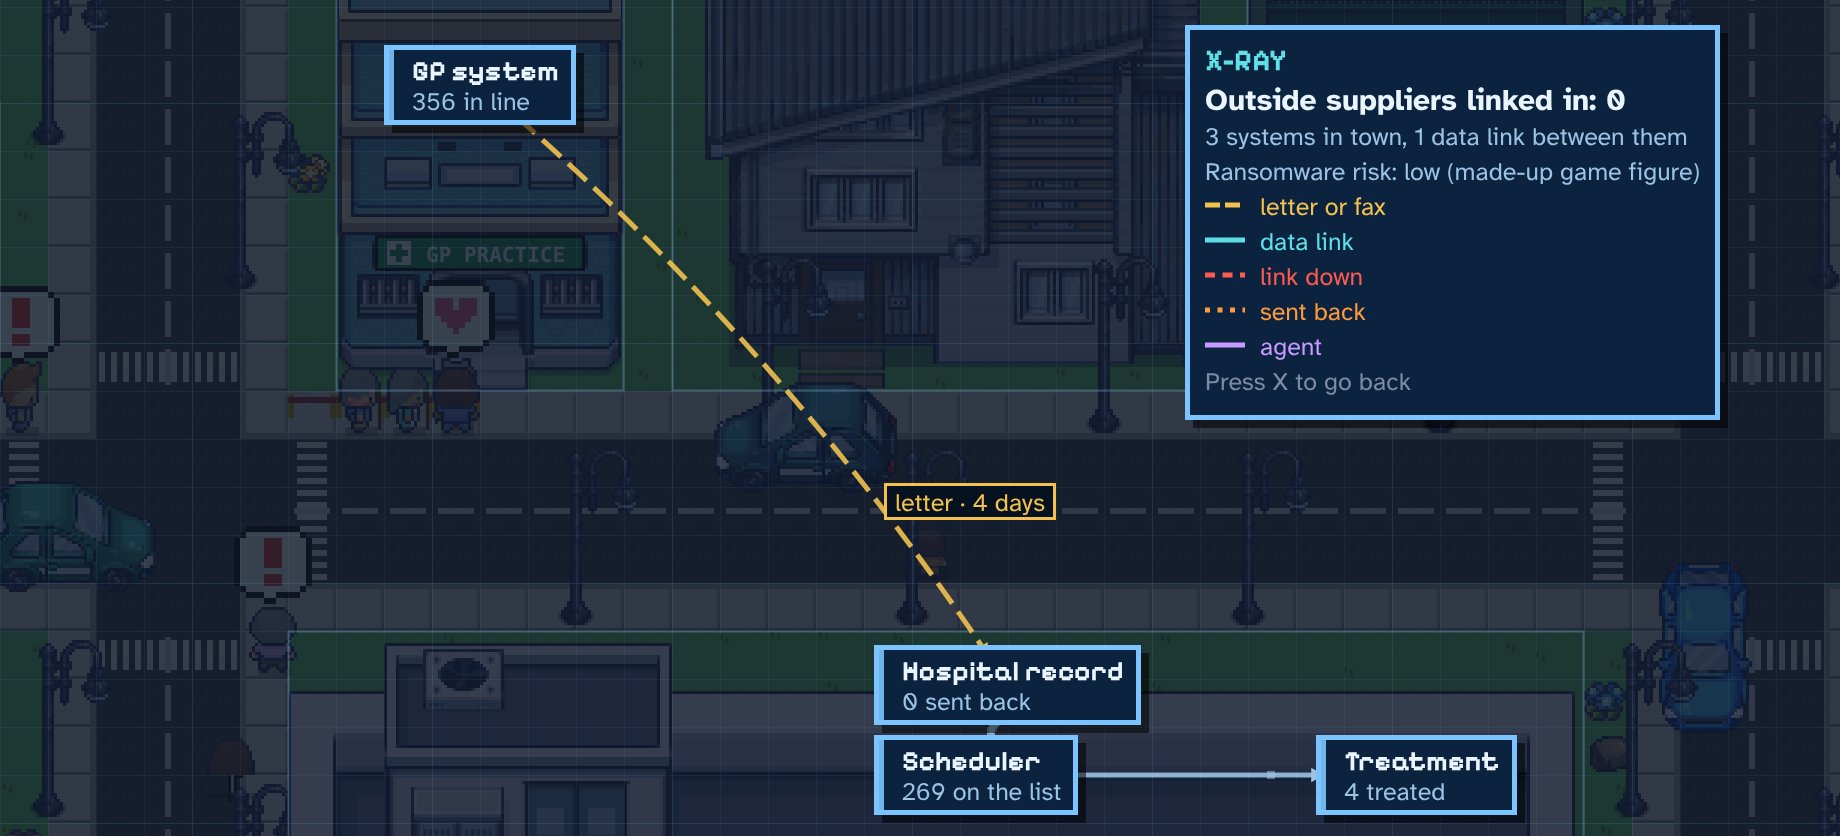 GP system
356 in line
X-RAY
Outside suppliers linked in: 0
3 systems in town, 1 data link between them
Ransomware risk: low (made-up game figure)
letter or fax
data link
link down
sent back
agent
Press X to go back
GP PRACTICE
letter · 4 days
Hospital record
0 sent back
Scheduler
269 on the list
Treatment
4 treated